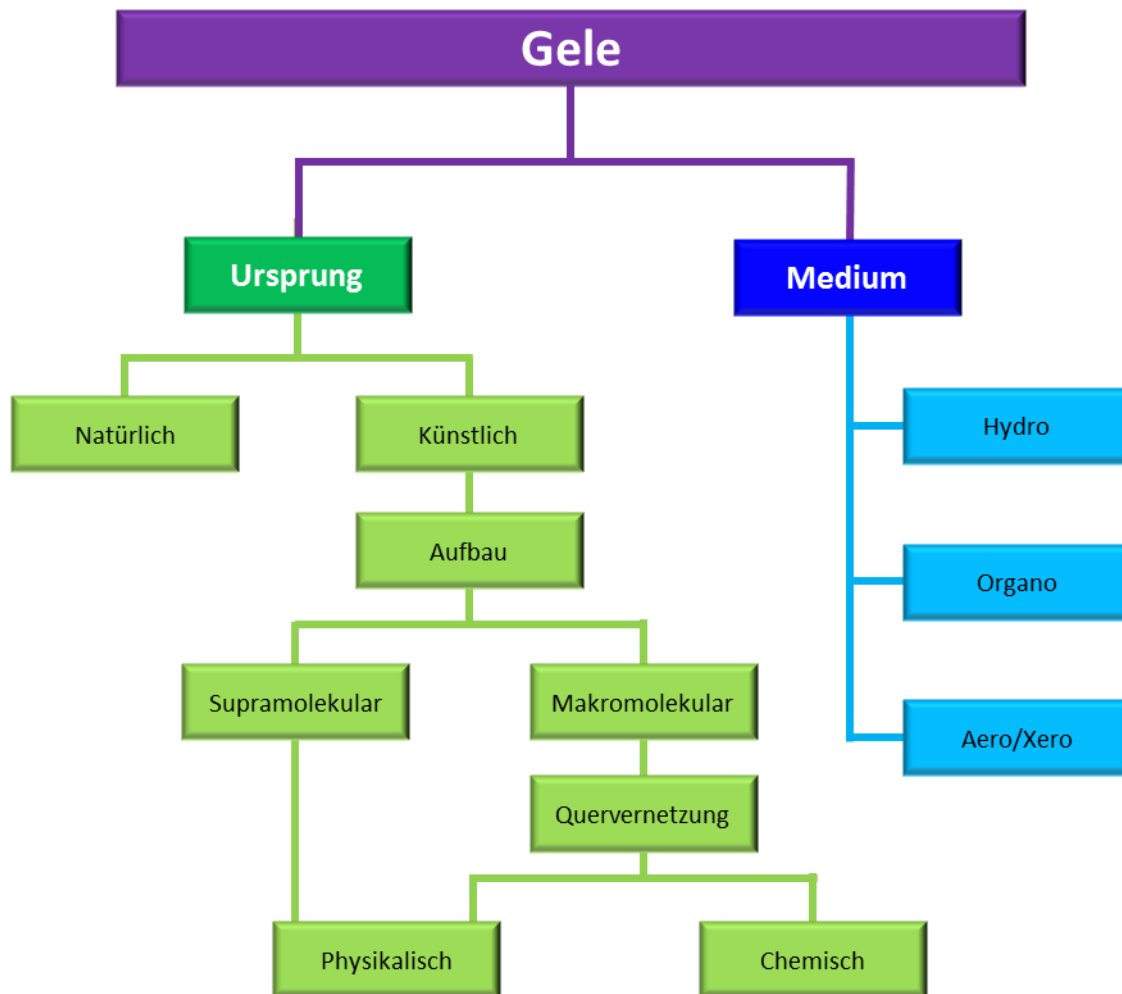 Gele
Ursprung
Medium
Natürlich
Künstlich
Hydro
Aufbau
Organo
Supramolekular
Makromolekular
Aero/Xero
Quervernetzung
Physikalisch
Chemisch